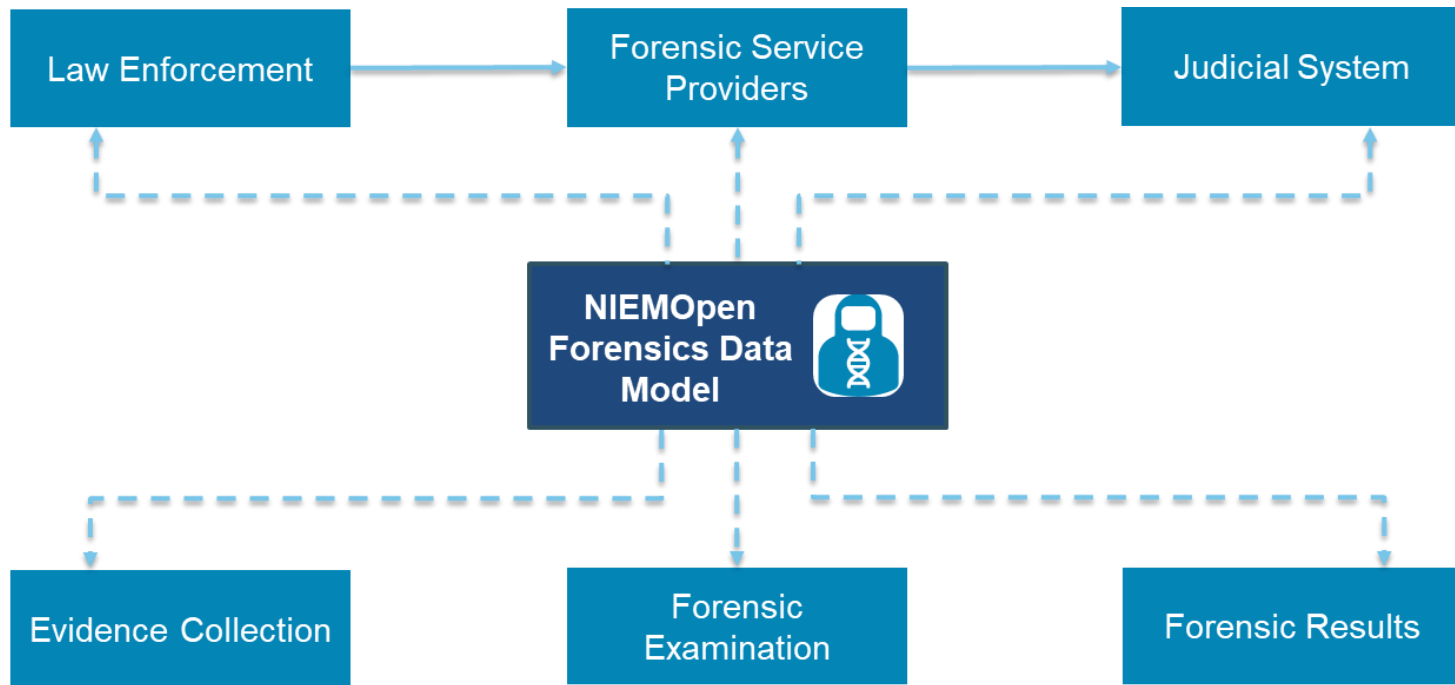 Law Enforcement
Forensic Service
Providers
Judicial System
NIEMOpen
Forensics Data
Model
Evidence Collection
Forensic
Examination
Forensic Results